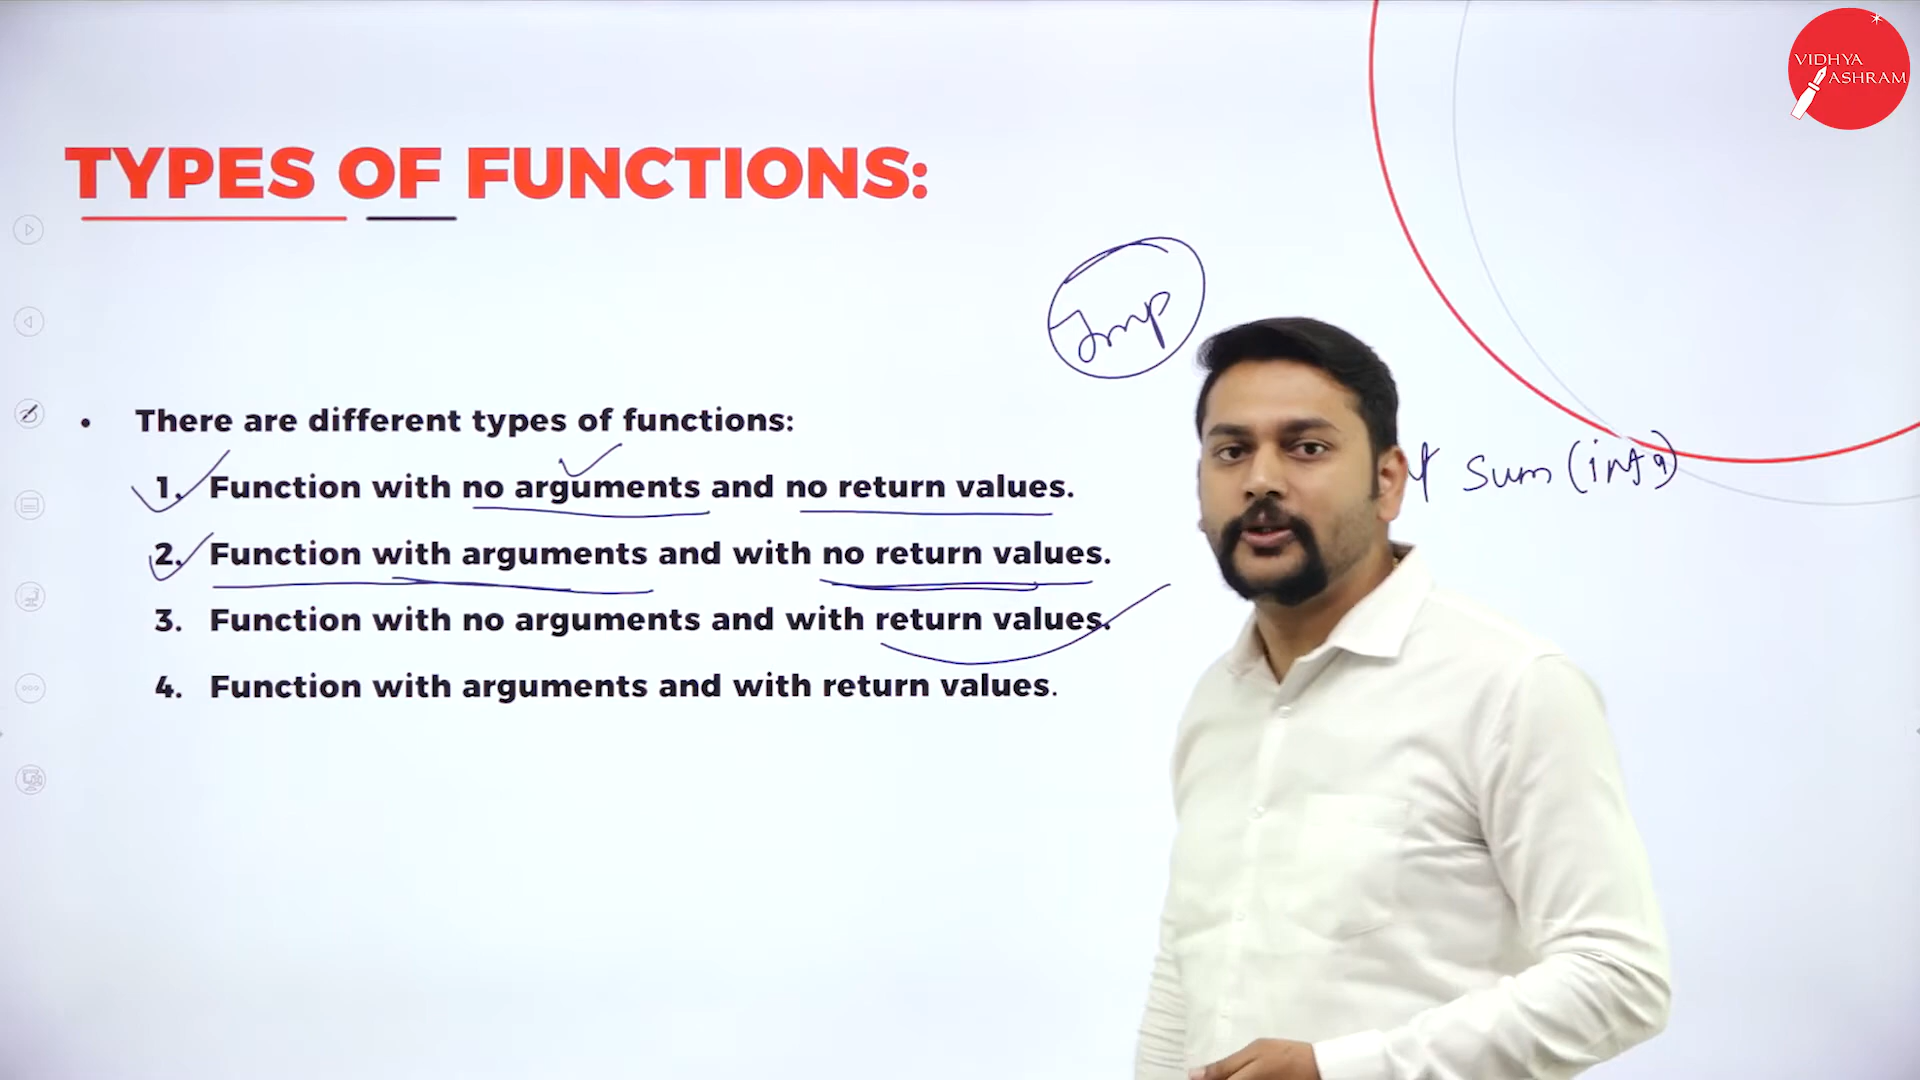 VIDHYA
ASHRAM
TYPES OF FUNCTIONS:
Imp
• There are different types of functions:
1. Function with no arguments and no return values.
sum (int a)
2. Function with arguments and with no return values.
3. Function with no arguments and with return values.
4. Function with arguments and with return values.